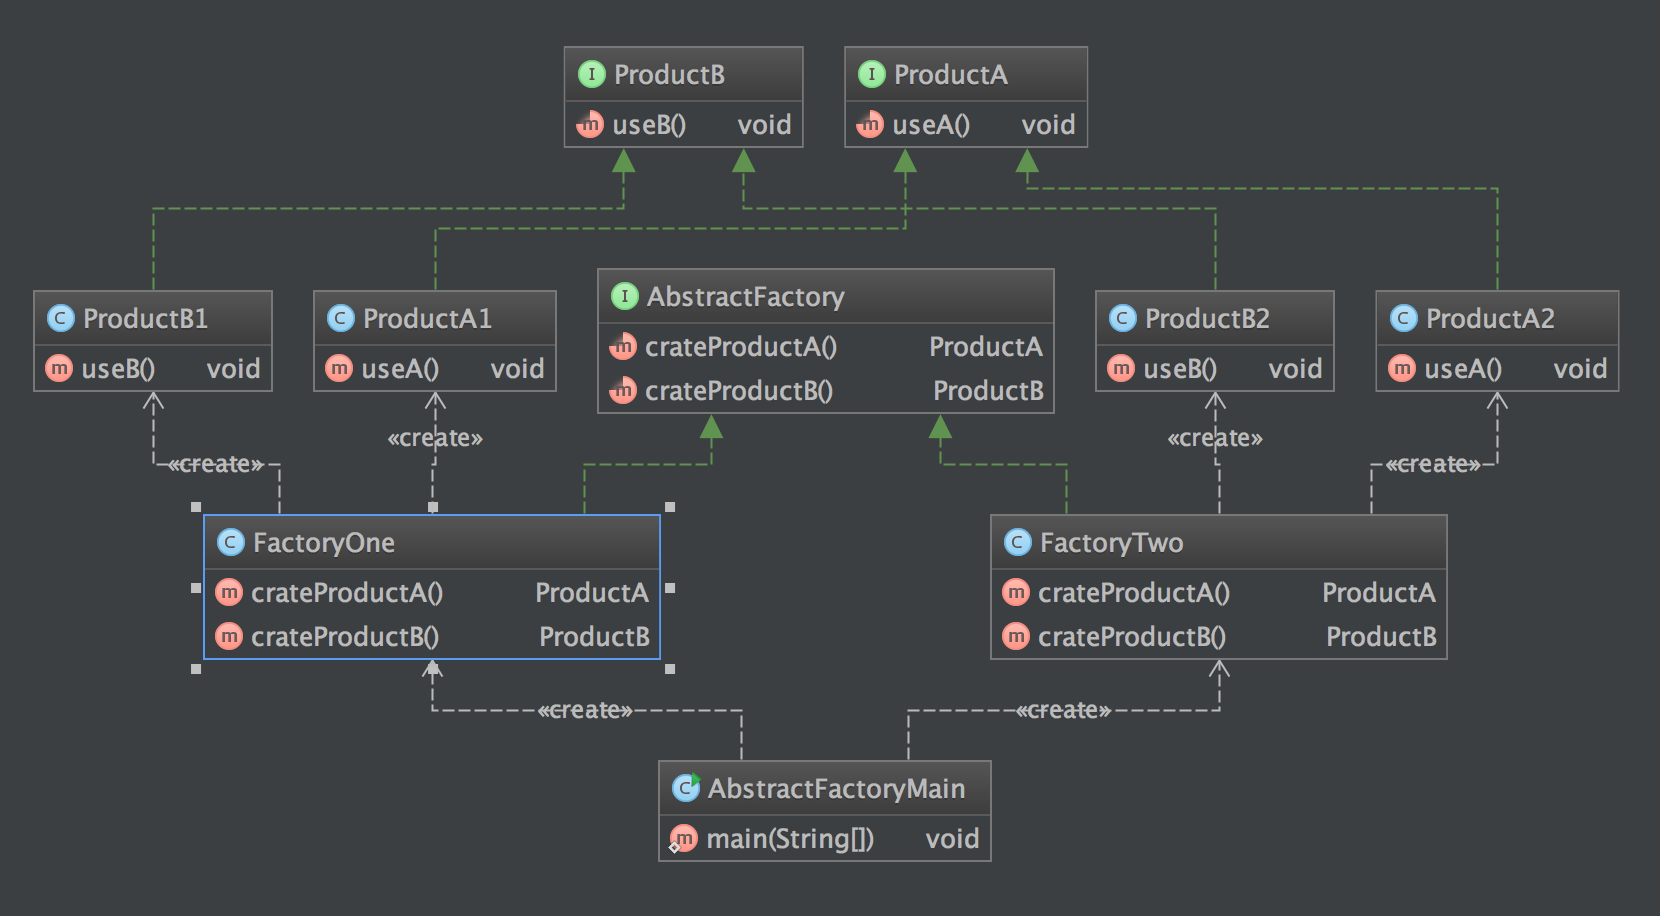 ProductB
useB() void
ProductA
useA() void
ProductB1
useB() void
ProductA1
useA() void
AbstractFactory
crateProductA() ProductA
crateProductB() ProductB
ProductB2
useB() void
ProductA2
useA() void
«create»
«create»
«create»
«create»
FactoryOne
crateProductA() ProductA
crateProductB() ProductB
FactoryTwo
crateProductA() ProductA
crateProductB() ProductB
«create»
«create»
AbstractFactoryMain
main(String[]) void